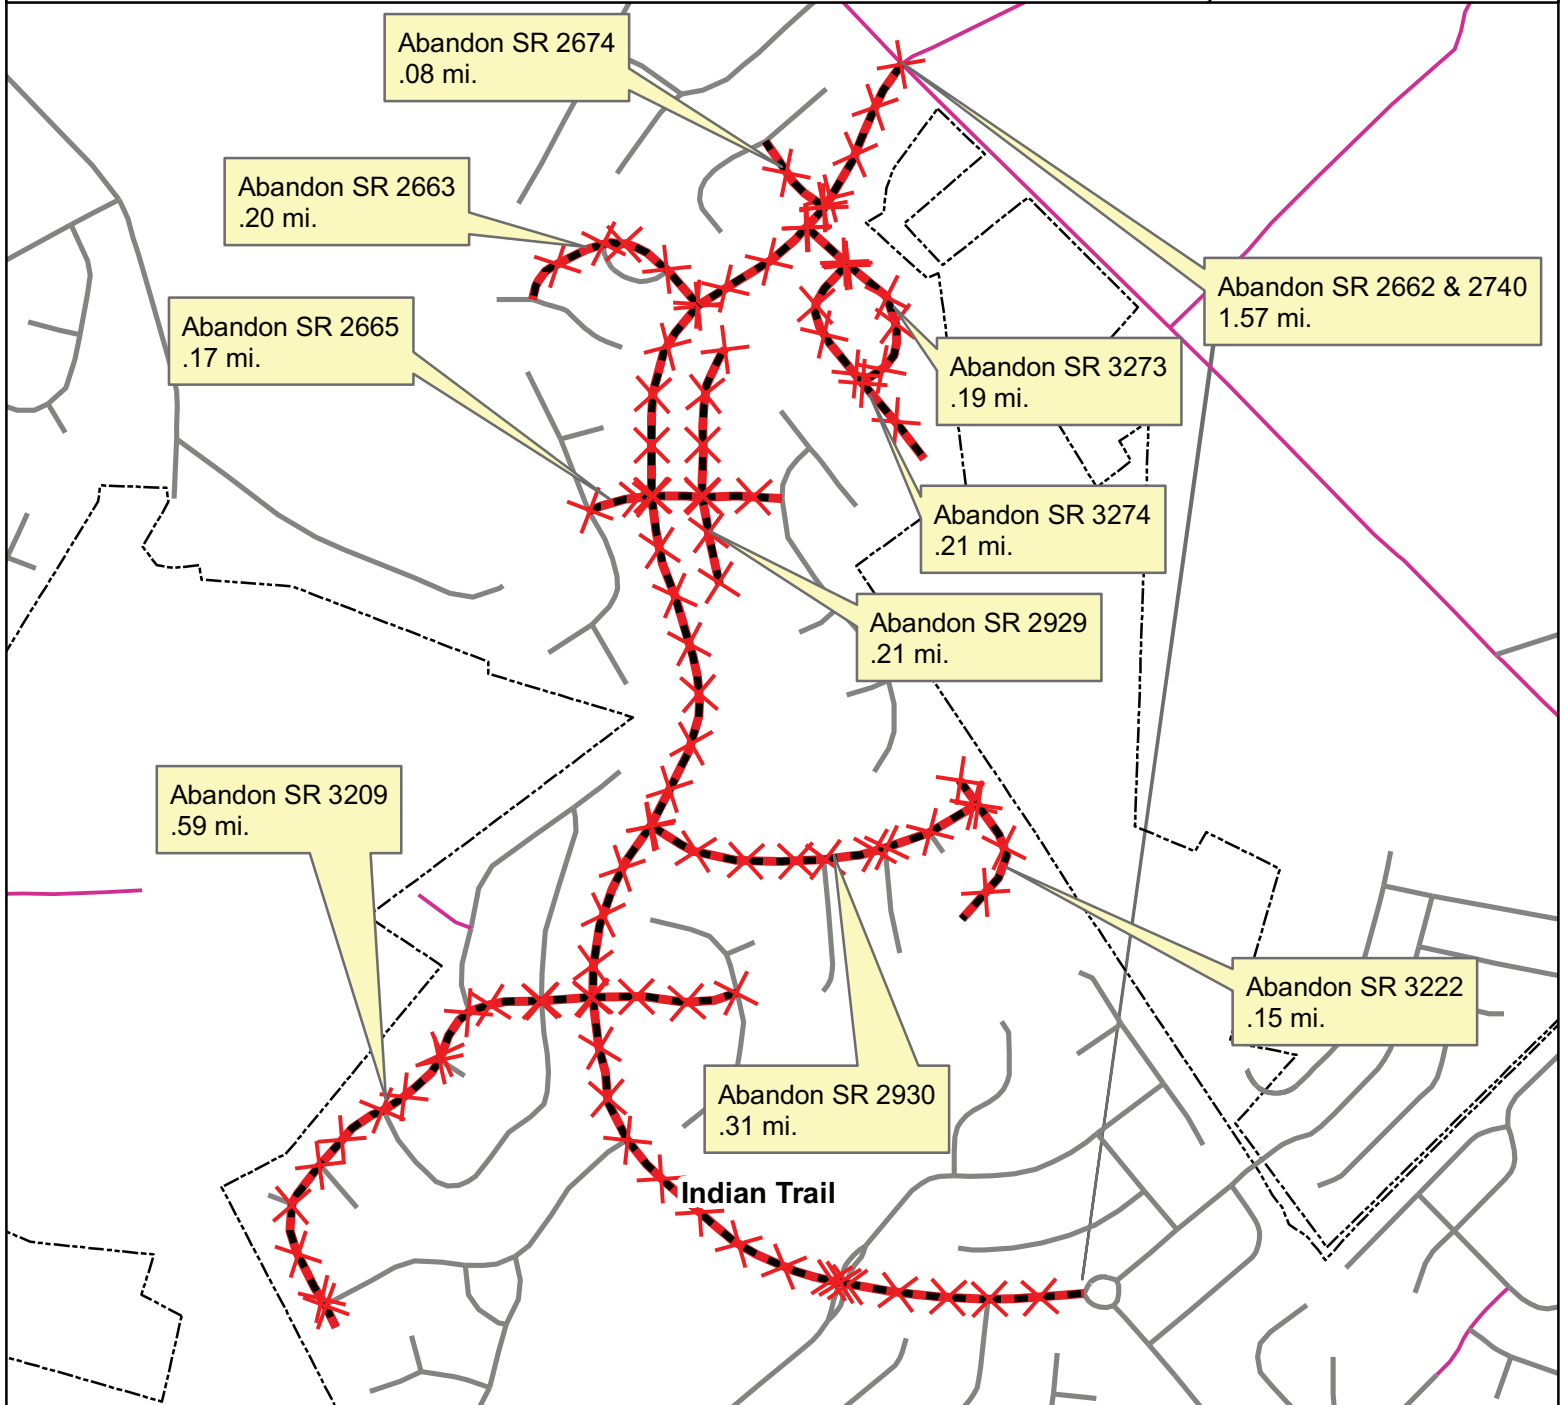 Abandon SR 2674
.08 mi.
Abandon SR 2663
.20 mi.
Abandon SR 2662 & 2740
1.57 mi.
Abandon SR 2665
.17 mi.
Abandon SR 3273
.19 mi.
Abandon SR 3274
.21 mi.
Abandon SR 2929
.21 mi.
Abandon SR 3209
.59 mi.
Abandon SR 3222
.15 mi.
Abandon SR 2930
.31 mi.
Indian Trail